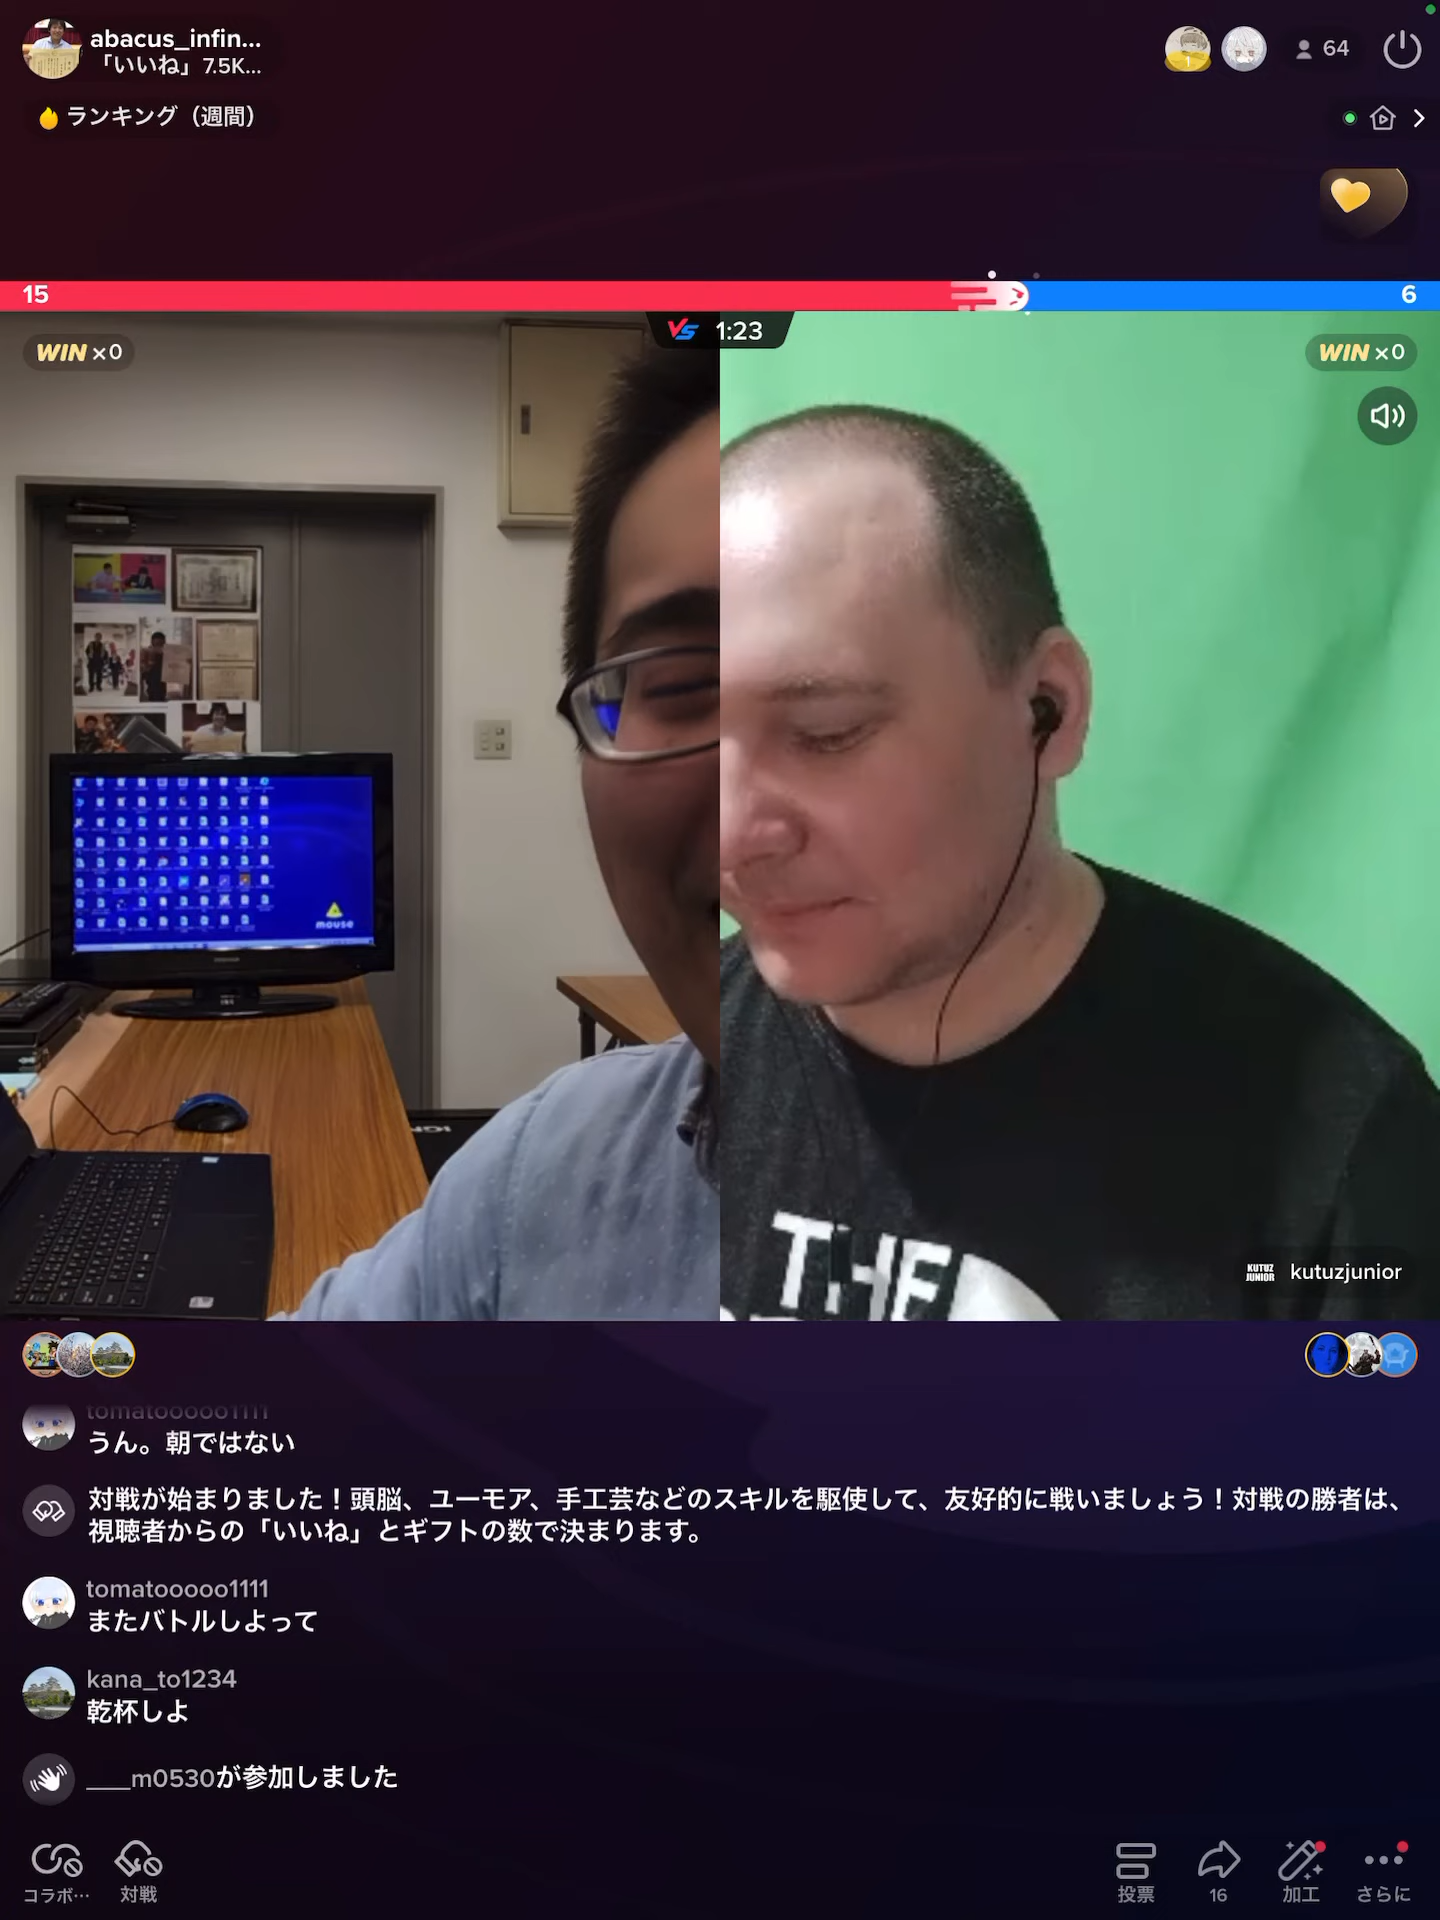 abacus_infin...
「いいね」7.5K...
64
ランキング（週間）
15
6
VS 1:23
WIN ×0
WIN ×0
mouse
THE
KUTUZ
JUNIOR
kutuzjunior
tomatooooo1111
うん。朝ではない
対戦が始まりました！頭脳、ユーモア、手工芸などのスキルを駆使して、友好的に戦いましょう！対戦の勝者は、
視聴者からの「いいね」とギフトの数で決まります。
tomatooooo1111
またバトルしよって
kana_to1234
乾杯しよ
___m0530が参加しました
コラボ…
対戦
投票
16
加工
さらに